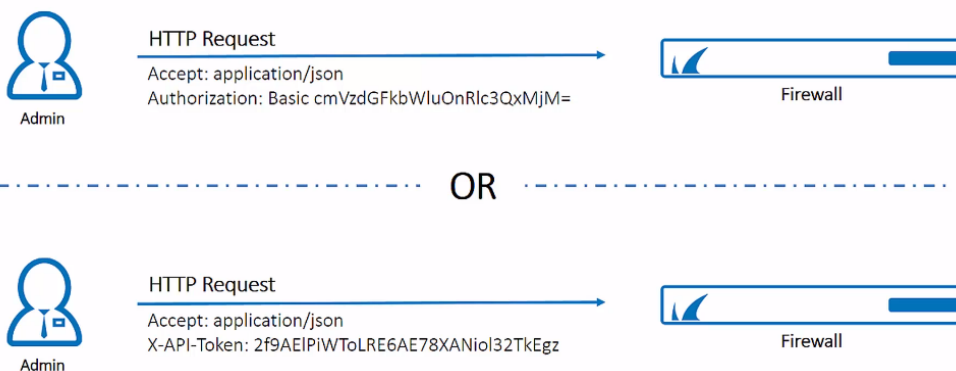 HTTP Request
Accept: application/json
Authorization: Basic cmVzdGFkbWluOnRlc3QxMjM=
Admin
Firewall
OR
HTTP Request
Accept: application/json
X-API-Token: 2f9AElPiWToLRE6AE78XANiol32TkEgz
Admin
Firewall